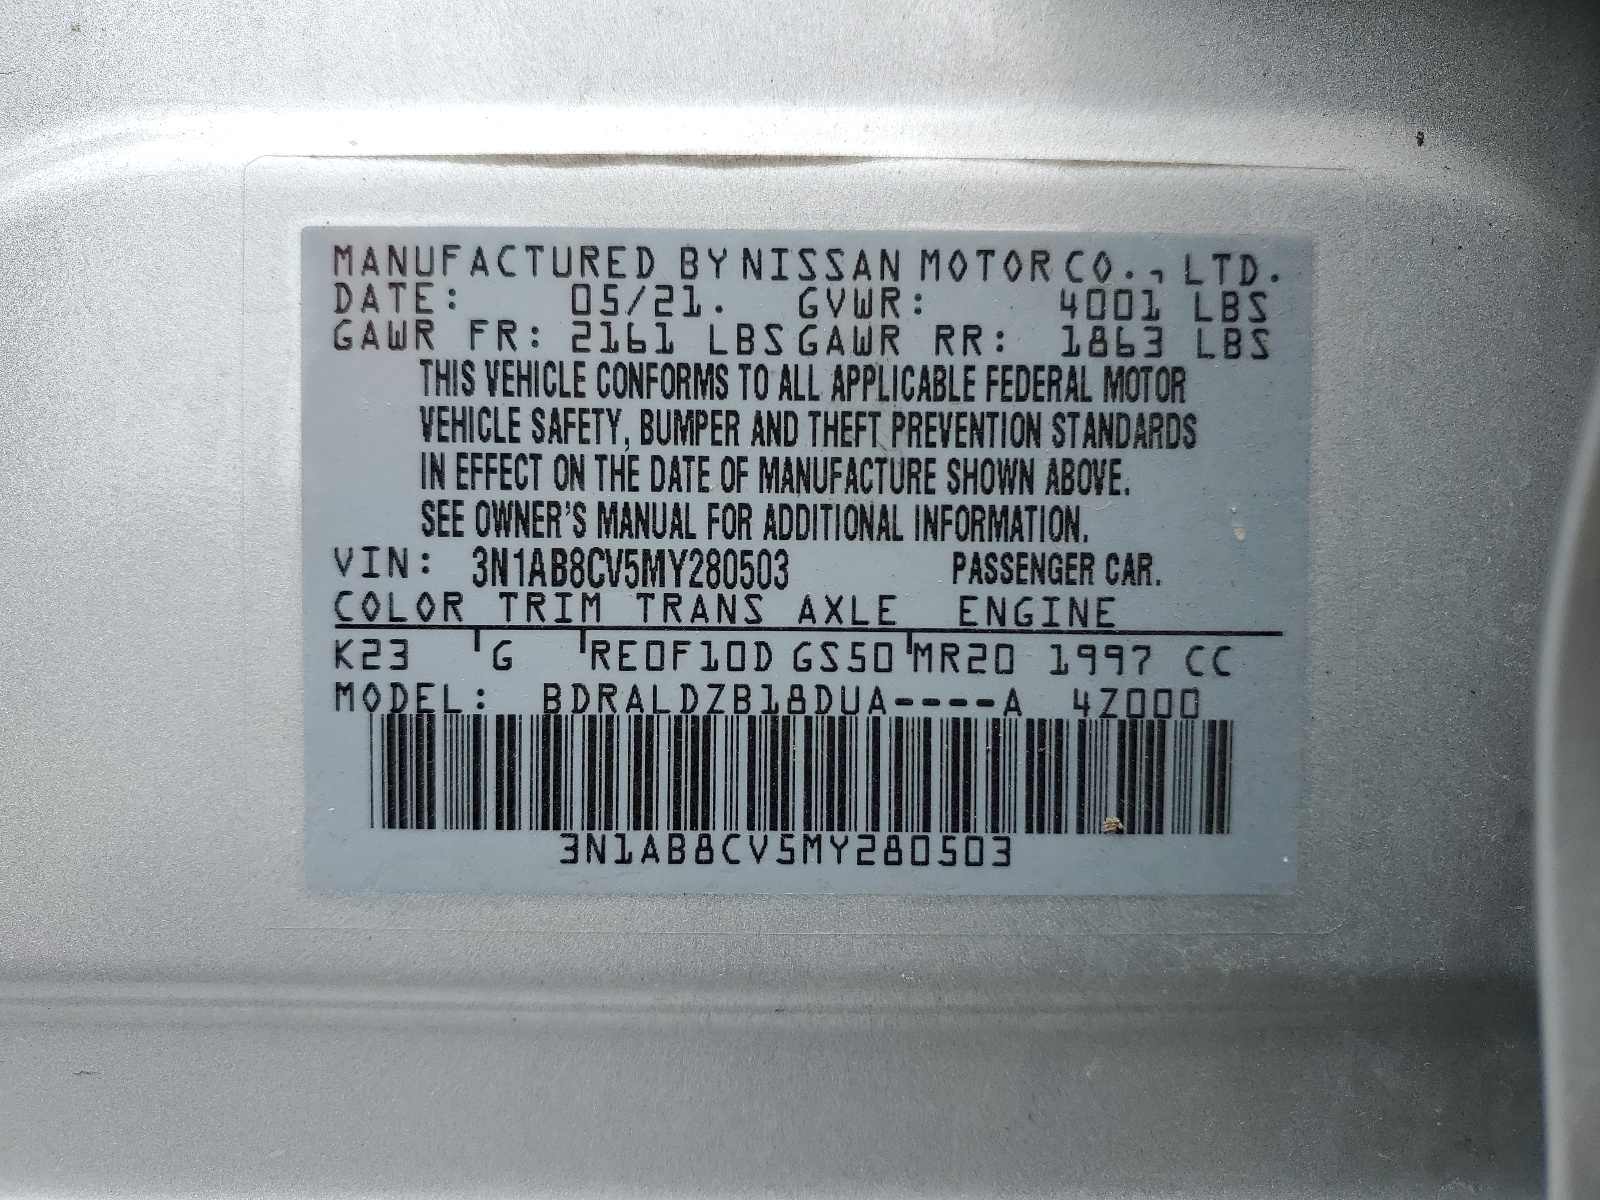 MANUFACTURED BY NISSAN MOTOR CO., LTD.
DATE: 05/21. GVWR: 4001 LBS
GAWR FR: 2161 LBS GAWR RR: 1863 LBS
THIS VEHICLE CONFORMS TO ALL APPLICABLE FEDERAL MOTOR
VEHICLE SAFETY, BUMPER AND THEFT PREVENTION STANDARDS
IN EFFECT ON THE DATE OF MANUFACTURE SHOWN ABOVE.
SEE OWNER'S MANUAL FOR ADDITIONAL INFORMATION.
VIN: 3N1AB8CV5MY280503 PASSENGER CAR.
COLOR TRIM TRANS AXLE ENGINE
K23 G RE0F10D GS50 MR20 1997 CC
MODEL: BDRALDZB18DUA----A 4Z000
3N1AB8CV5MY280503